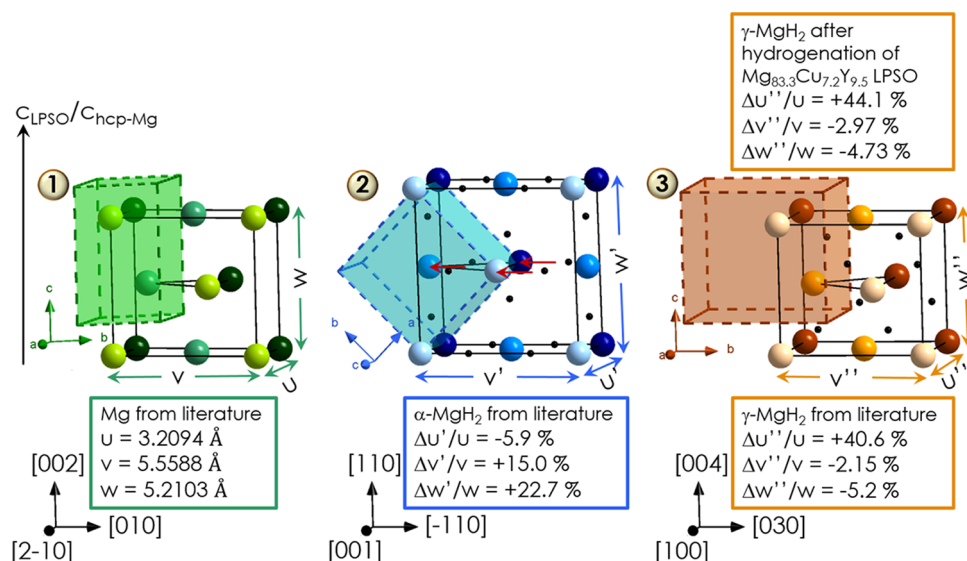 γ-MgH₂ after
hydrogenation of
Mg₈₃.₃Cu₇.₂Y₉.₅ LPSO
Δu''/u = +44.1 %
Δv''/v = -2.97 %
Δw''/w = -4.73 %
C_LPSO/C_hcp-Mg
1
2
3
w
w'
w''
c
a
b
b
a
c
c
a
b
v
u
v'
u'
v''
u''
Mg from literature
u = 3.2094 Å
v = 5.5588 Å
w = 5.2103 Å
α-MgH₂ from literature
Δu'/u = -5.9 %
Δv'/v = +15.0 %
Δw'/w = +22.7 %
γ-MgH₂ from literature
Δu''/u = +40.6 %
Δv''/v = -2.15 %
Δw''/w = -5.2 %
[002]
[010]
[2-10]
[110]
[-110]
[001]
[004]
[030]
[100]